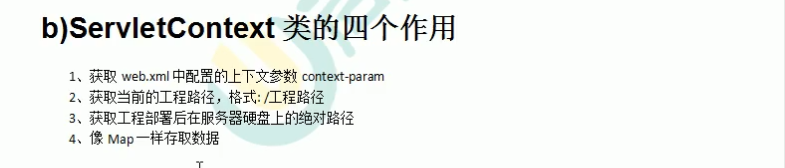 b)ServletContext 类的四个作用
1、获取 web.xml 中配置的上下文参数 context-param
2、获取当前的工程路径，格式: /工程路径
3、获取工程部署后在服务器硬盘上的绝对路径
4、像 Map 一样存取数据